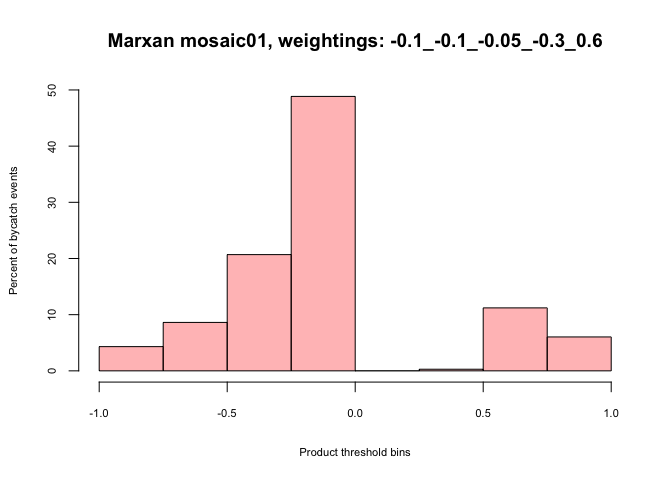 Marxan mosaic01, weightings: -0.1_-0.1_-0.05_-0.3_0.6
Percent of bycatch events
50
40
30
20
10
0
-1.0 -0.5 0.0 0.5 1.0
Product threshold bins